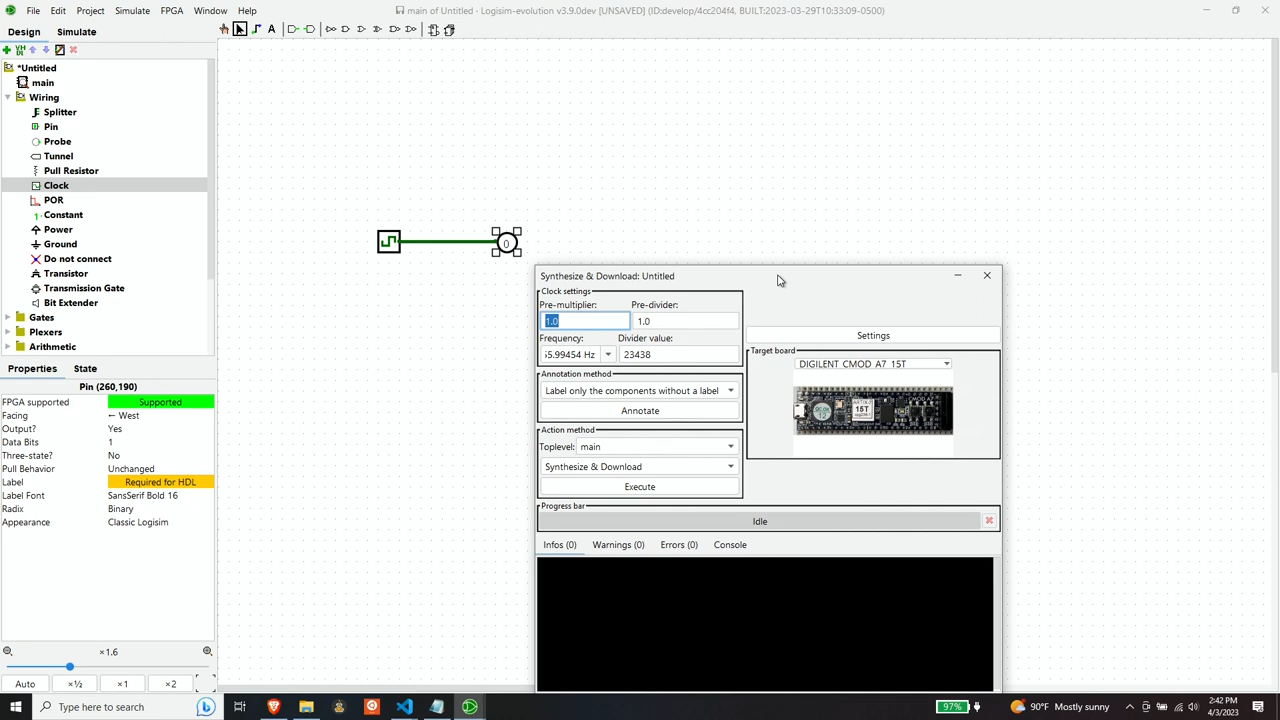 File Edit Project Simulate FPGA Window Help
main of Untitled - Logisim-evolution v3.9.0dev [UNSAVED] (ID:develop/4cc204f4, BUILT:2023-03-29T10:33:09-0500)
Design Simulate
*Untitled
main
Wiring
Splitter
Pin
Probe
Tunnel
Pull Resistor
Clock
POR
Constant
Power
Ground
Do not connect
Transistor
Transmission Gate
Bit Extender
Gates
Plexers
Arithmetic
Properties State
Pin (260,190)
FPGA supported Supported
Facing ← West
Output? Yes
Data Bits 1
Three-state? No
Pull Behavior Unchanged
Label Required for HDL
Label Font SansSerif Bold 16
Radix Binary
Appearance Classic Logisim
×1.6
Auto ×½ ×1 ×2
0
Synthesize & Download: Untitled
Clock settings
Pre-multiplier: Pre-divider:
1.0 1.0
Frequency: Divider value:
5.99454 Hz 23438
Annotation method
Label only the components without a label
Annotate
Action method
Toplevel: main
Synthesize & Download
Execute
Settings
Target board
DIGILENT_CMOD_A7_15T
15T
Progress bar
Idle
Infos (0) Warnings (0) Errors (0) Console
Type here to search
97%
90°F Mostly sunny
2:42 PM
4/3/2023